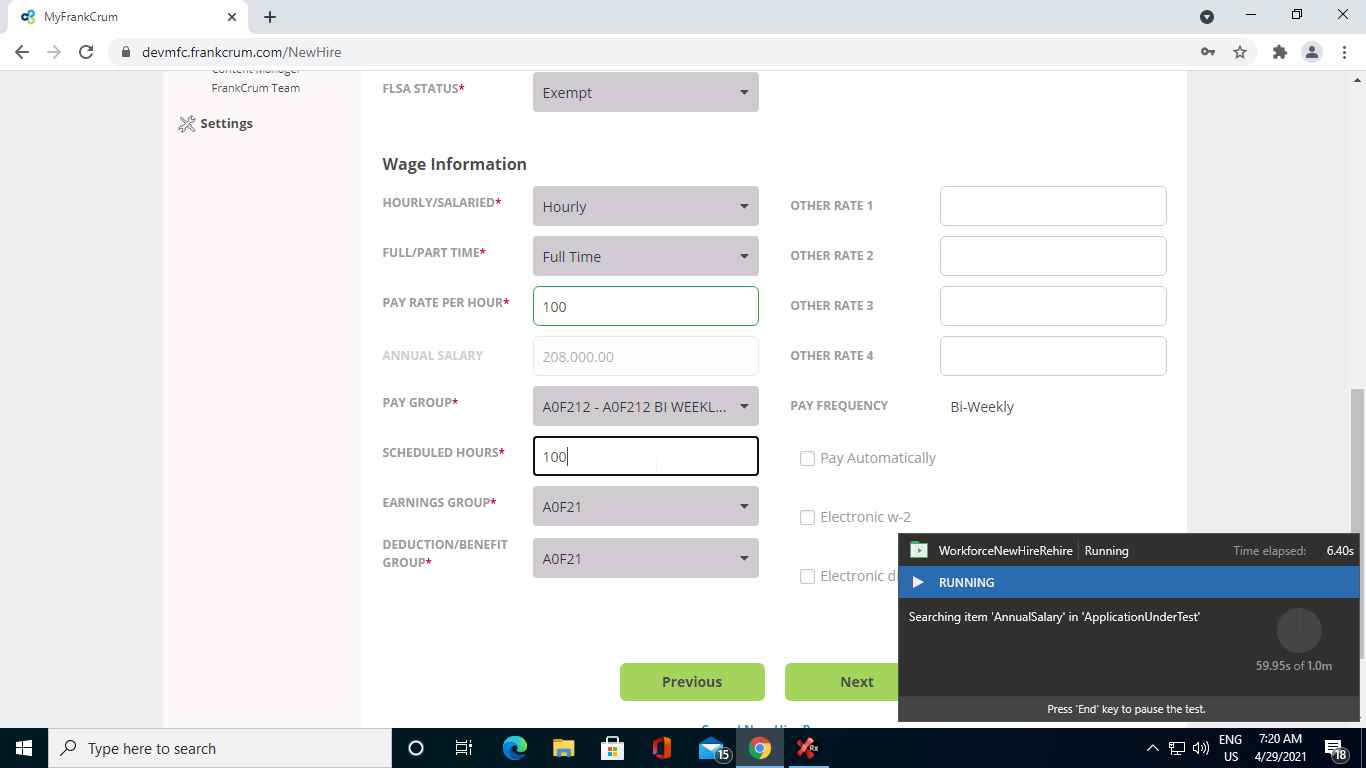 MyFrankCrum
devmfc.frankcrum.com/NewHire
Content Manager
FrankCrum Team
Settings
FLSA STATUS*
Exempt
Wage Information
HOURLY/SALARIED*
Hourly
OTHER RATE 1
FULL/PART TIME*
Full Time
OTHER RATE 2
PAY RATE PER HOUR*
100
OTHER RATE 3
ANNUAL SALARY
208,000.00
OTHER RATE 4
PAY GROUP*
A0F212 - A0F212 BI WEEKL...
PAY FREQUENCY
Bi-Weekly
SCHEDULED HOURS*
100
Pay Automatically
EARNINGS GROUP*
A0F21
Electronic w-2
DEDUCTION/BENEFIT
GROUP*
A0F21
Electronic d
Previous
Next
WorkforceNewHireRehire
Running
Time elapsed:
6.40s
RUNNING
Searching item 'AnnualSalary' in 'ApplicationUnderTest'
59.95s of 1.0m
Press 'End' key to pause the test.
Type here to search
15
Rx
ENG
US
7:20 AM
4/29/2021
18